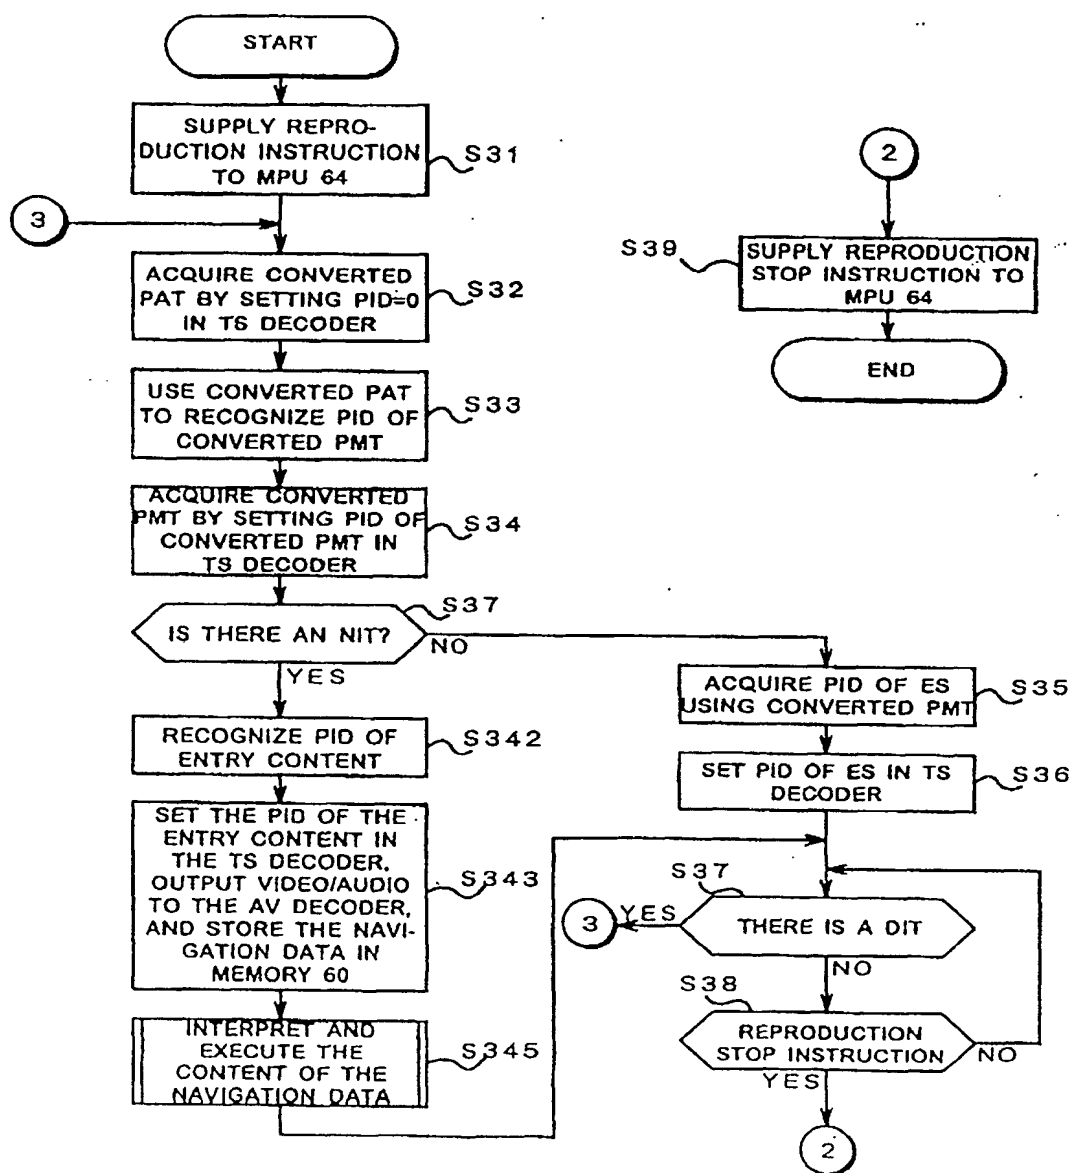 START
SUPPLY REPRO-
DUCTION INSTRUCTION
TO MPU 64
S31
3
ACQUIRE CONVERTED
PAT BY SETTING PID=0
IN TS DECODER
S32
USE CONVERTED PAT
TO RECOGNIZE PID OF
CONVERTED PMT
S33
ACQUIRE CONVERTED
PMT BY SETTING PID OF
CONVERTED PMT IN
TS DECODER
S34
S37
IS THERE AN NIT?
NO
YES
RECOGNIZE PID OF
ENTRY CONTENT
S342
SET THE PID OF THE
ENTRY CONTENT IN
THE TS DECODER,
OUTPUT VIDEO/AUDIO
TO THE AV DECODER,
AND STORE THE NAVI-
GATION DATA IN
MEMORY 60
S343
INTERPRET AND
EXECUTE THE
CONTENT OF THE
NAVIGATION DATA
S345
2
S39
SUPPLY REPRODUCTION
STOP INSTRUCTION TO
MPU 64
END
ACQUIRE PID OF ES
USING CONVERTED PMT
S35
SET PID OF ES IN TS
DECODER
S36
S37
THERE IS A DIT
YES
3
NO
S38
REPRODUCTION
STOP INSTRUCTION
NO
YES
2